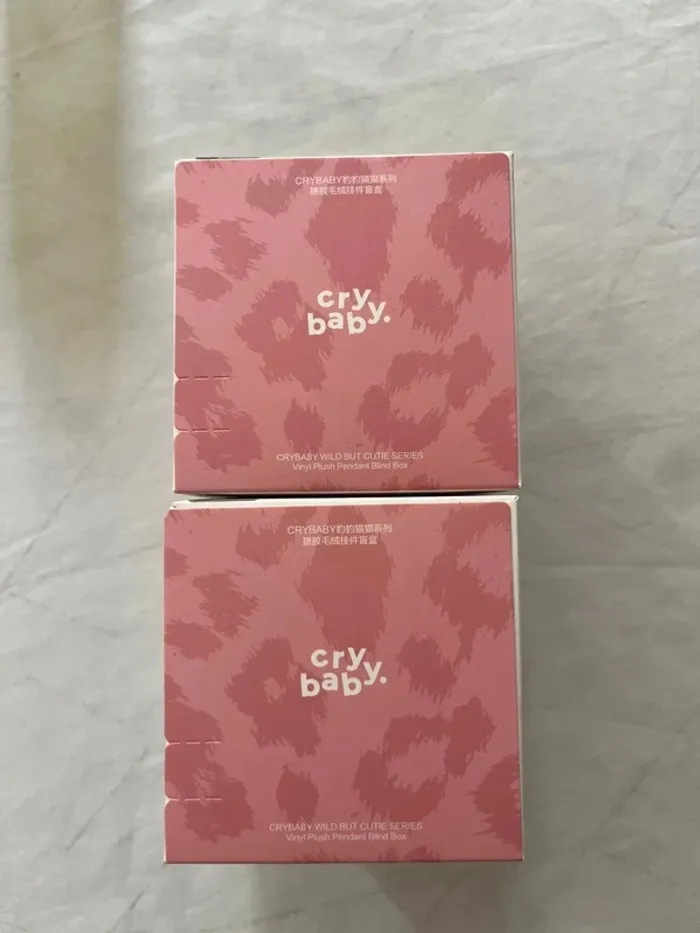 CRYBABY豹豹猫猫系列
搪胶毛绒挂件盲盒
cry
baby.
CRYBABY WILD BUT CUTIE SERIES
Vinyl Plush Pendant Blind Box
CRYBABY豹豹猫猫系列
搪胶毛绒挂件盲盒
cry
baby.
CRYBABY WILD BUT CUTIE SERIES
Vinyl Plush Pendant Blind Box